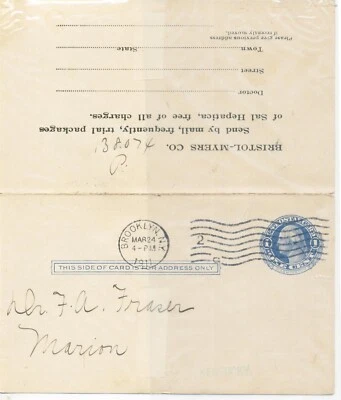 BRISTOL-MYERS CO.
Send by mail, frequently, trial packages
of Sal Hepatica, free of all charges.
Doctor
Street
Town State
Please give previous address
if recently moved.
BROOKLYN, N.Y.
MAR 24
4-PM
1911
2
THIS SIDE OF CARD IS FOR ADDRESS ONLY
Dr. F. A. Fraser
Marion